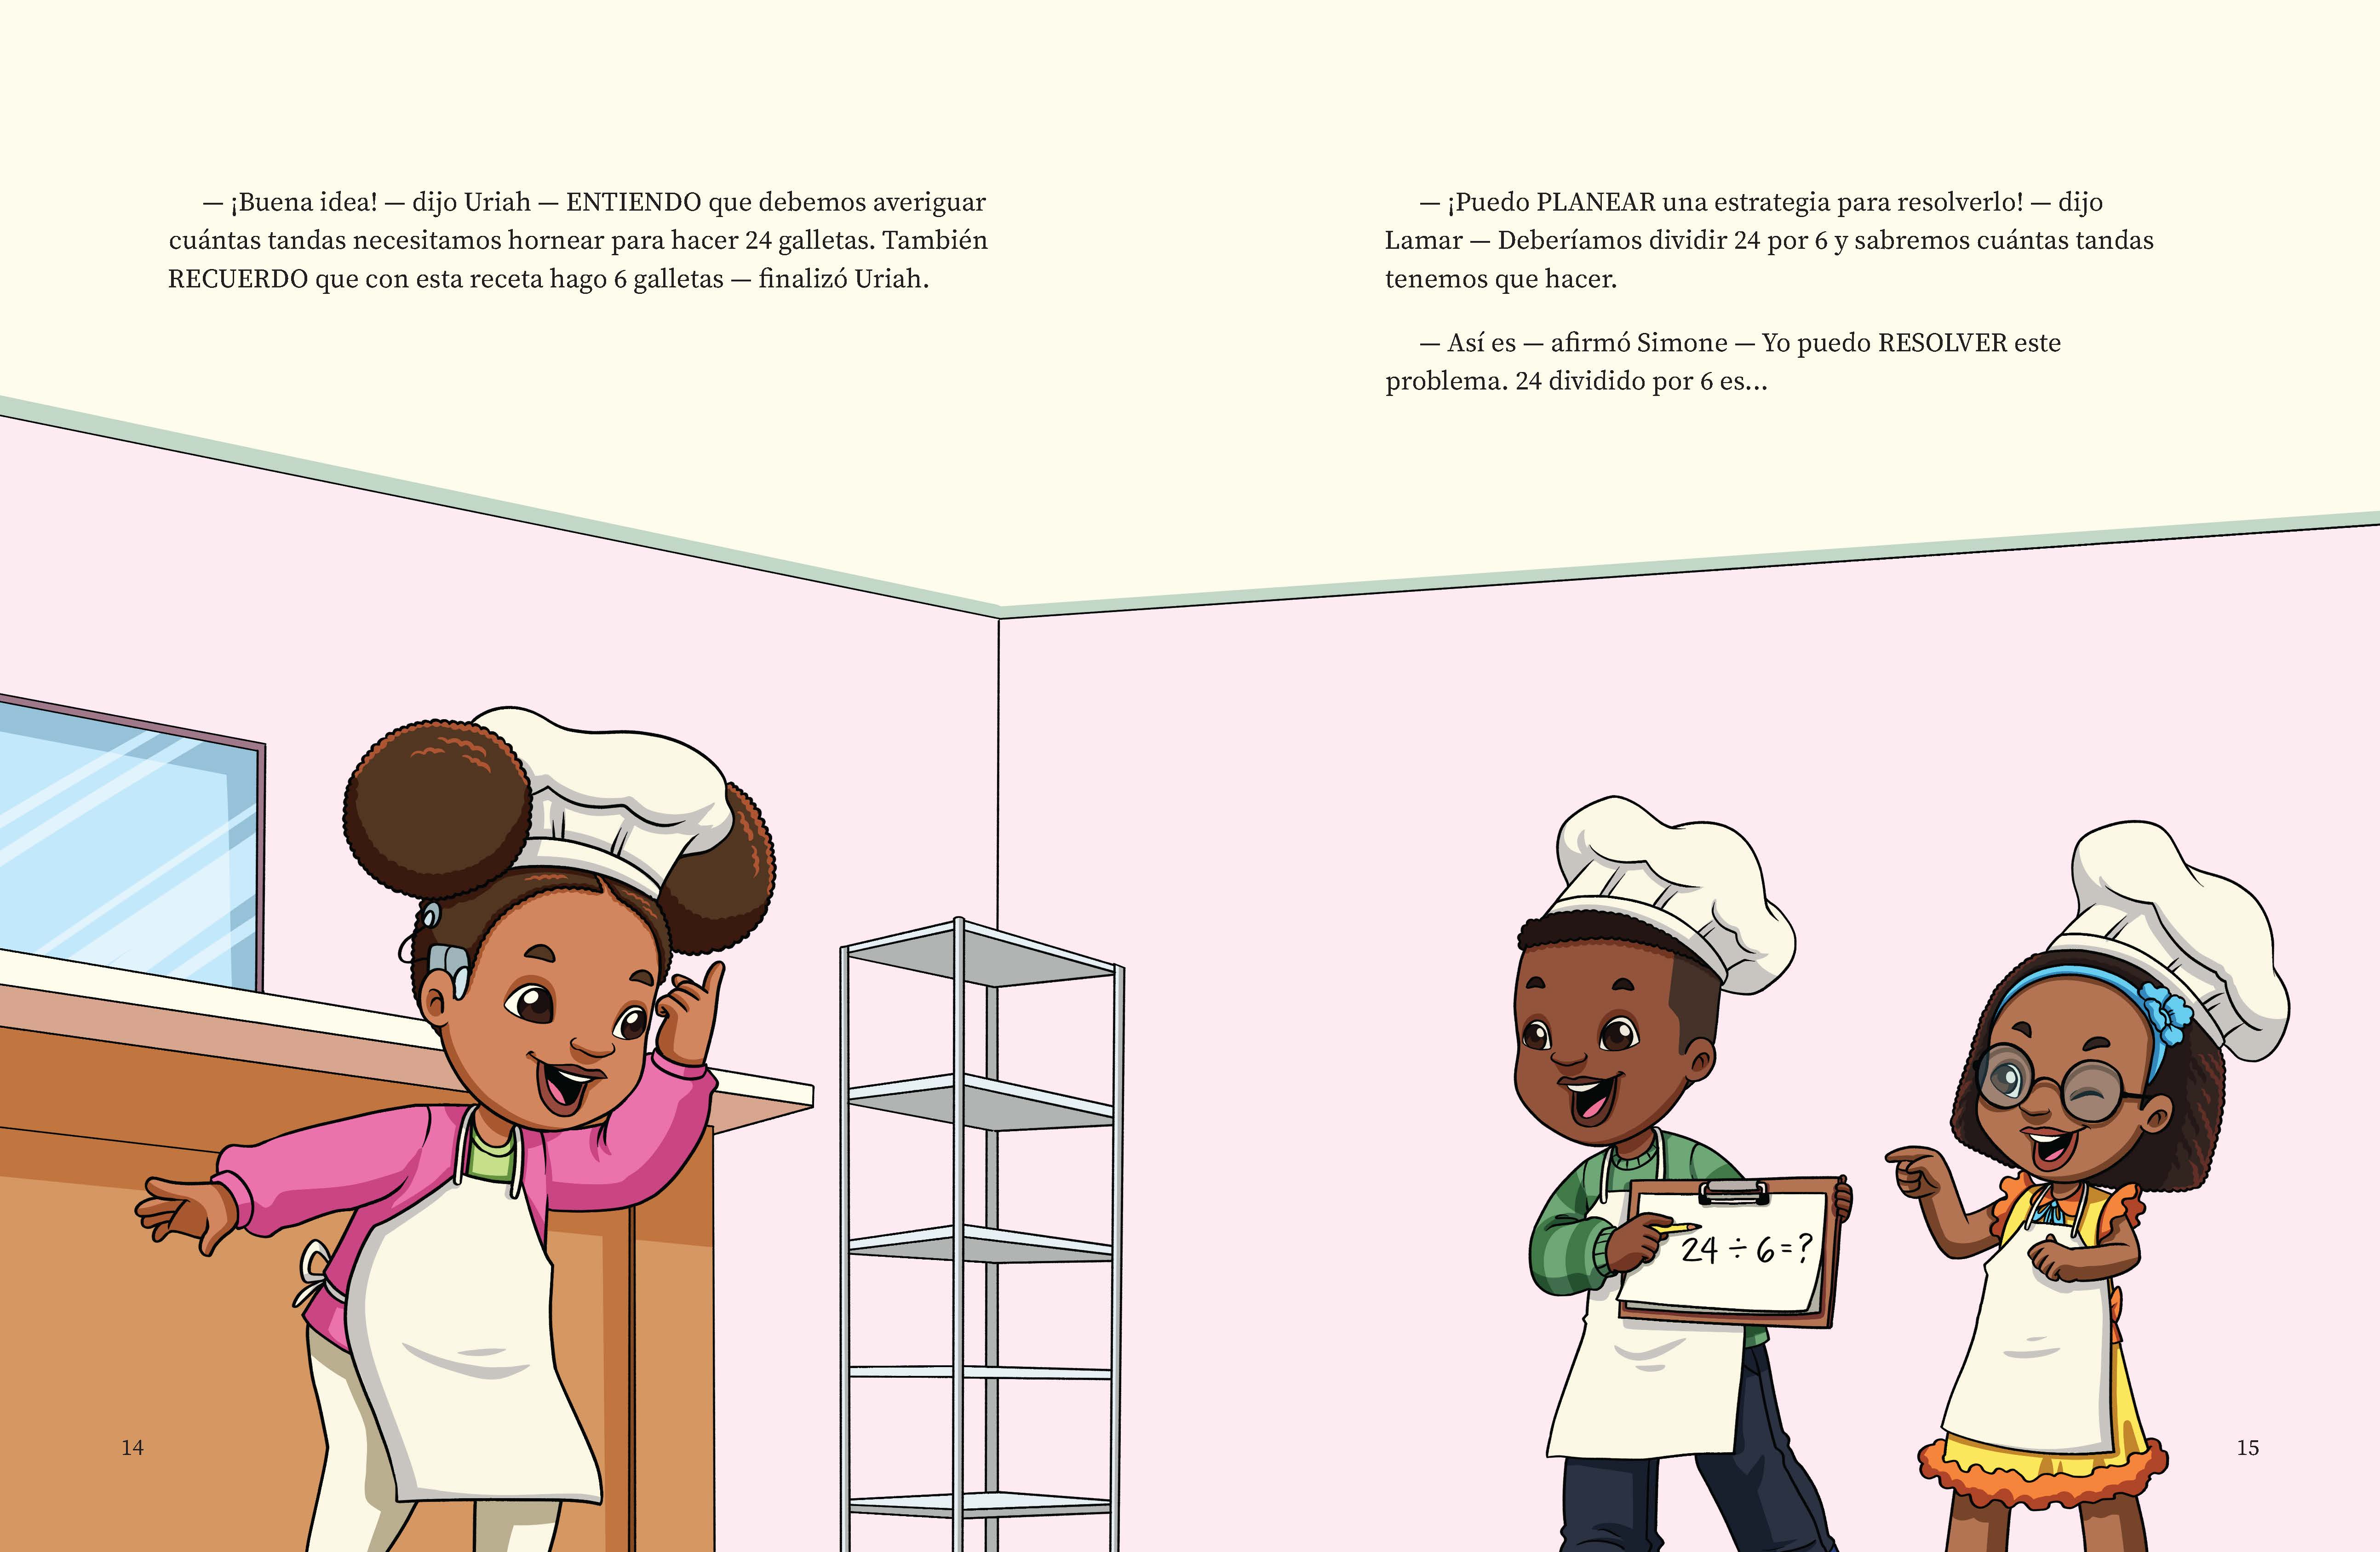 — ¡Buena idea! — dijo Uriah — ENTIENDO que debemos averiguar
cuántas tandas necesitamos hornear para hacer 24 galletas. También
RECUERDO que con esta receta hago 6 galletas — finalizó Uriah.
14
— ¡Puedo PLANEAR una estrategia para resolverlo! — dijo
Lamar — Deberíamos dividir 24 por 6 y sabremos cuántas tandas
tenemos que hacer.
— Así es — afirmó Simone — Yo puedo RESOLVER este
problema. 24 dividido por 6 es...
24 ÷ 6 = ?
15